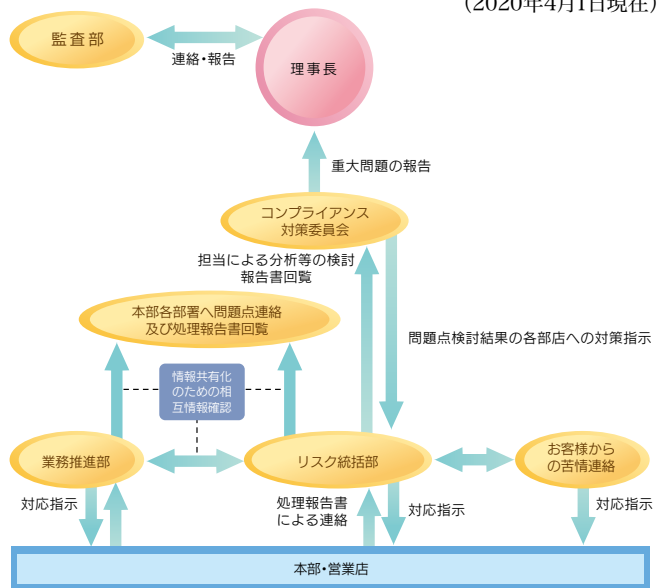 (2020年4月1日現在)
監査部
連絡・報告
理事長
重大問題の報告
コンプライアンス
対策委員会
担当による分析等の検討
報告書回覧
本部各部署へ問題点連絡
及び処理報告書回覧
問題点検討結果の各部店への対策指示
情報共有化
のための相
互情報確認
業務推進部
リスク統括部
お客様から
の苦情連絡
対応指示
処理報告書
による連絡
対応指示
対応指示
本部・営業店